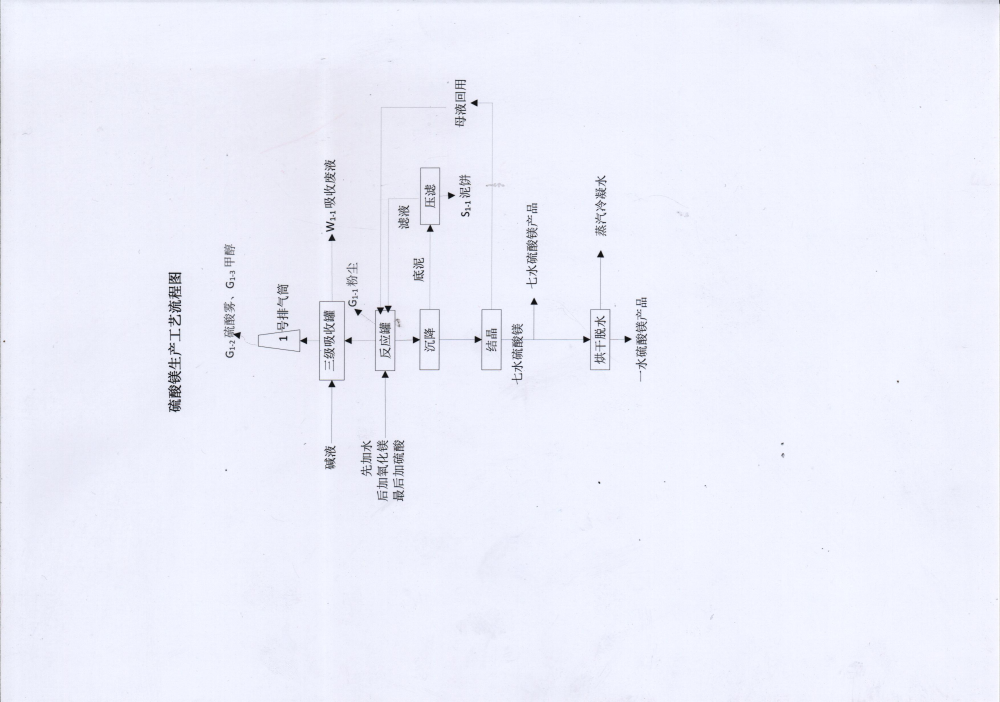 硫酸镁生产工艺流程图
G₁₋₂ 硫酸雾、G₁₋₃ 甲醇
1 号排气筒
碱液
三级吸收罐
W₁₋₁ 吸收废液
G₁₋₁ 粉尘
先加水
后加氧化镁
最后加硫酸
反应罐
滤液
母液回用
沉降
底泥
压滤
S₁₋₁ 泥饼
结晶
七水硫酸镁
七水硫酸镁产品
烘干脱水
蒸汽冷凝水
一水硫酸镁产品